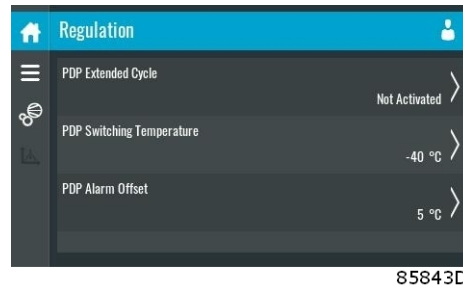 Regulation
PDP Extended Cycle
Not Activated
PDP Switching Temperature
-40 °C
PDP Alarm Offset
5 °C
85843D